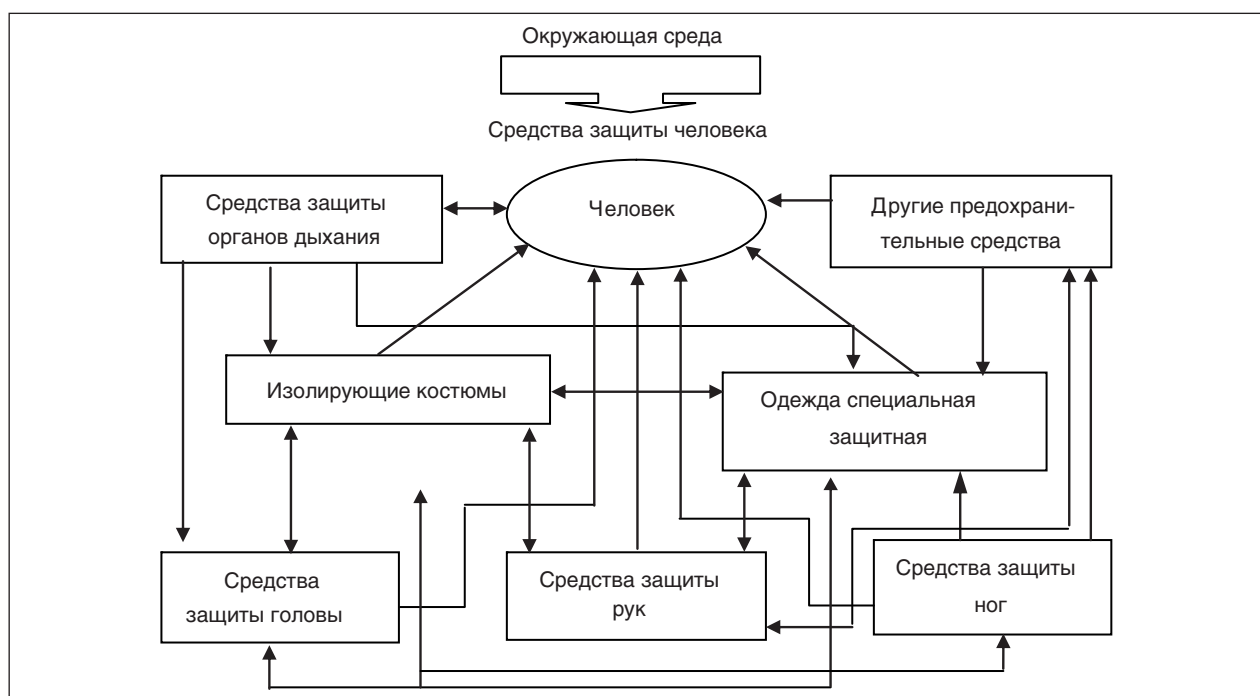 Окружающая среда
Средства защиты человека
Средства защиты
органов дыхания
Человек
Другие предохрани-
тельные средства
Изолирующие костюмы
Одежда специальная
защитная
Средства
защиты головы
Средства защиты
рук
Средства защиты
ног